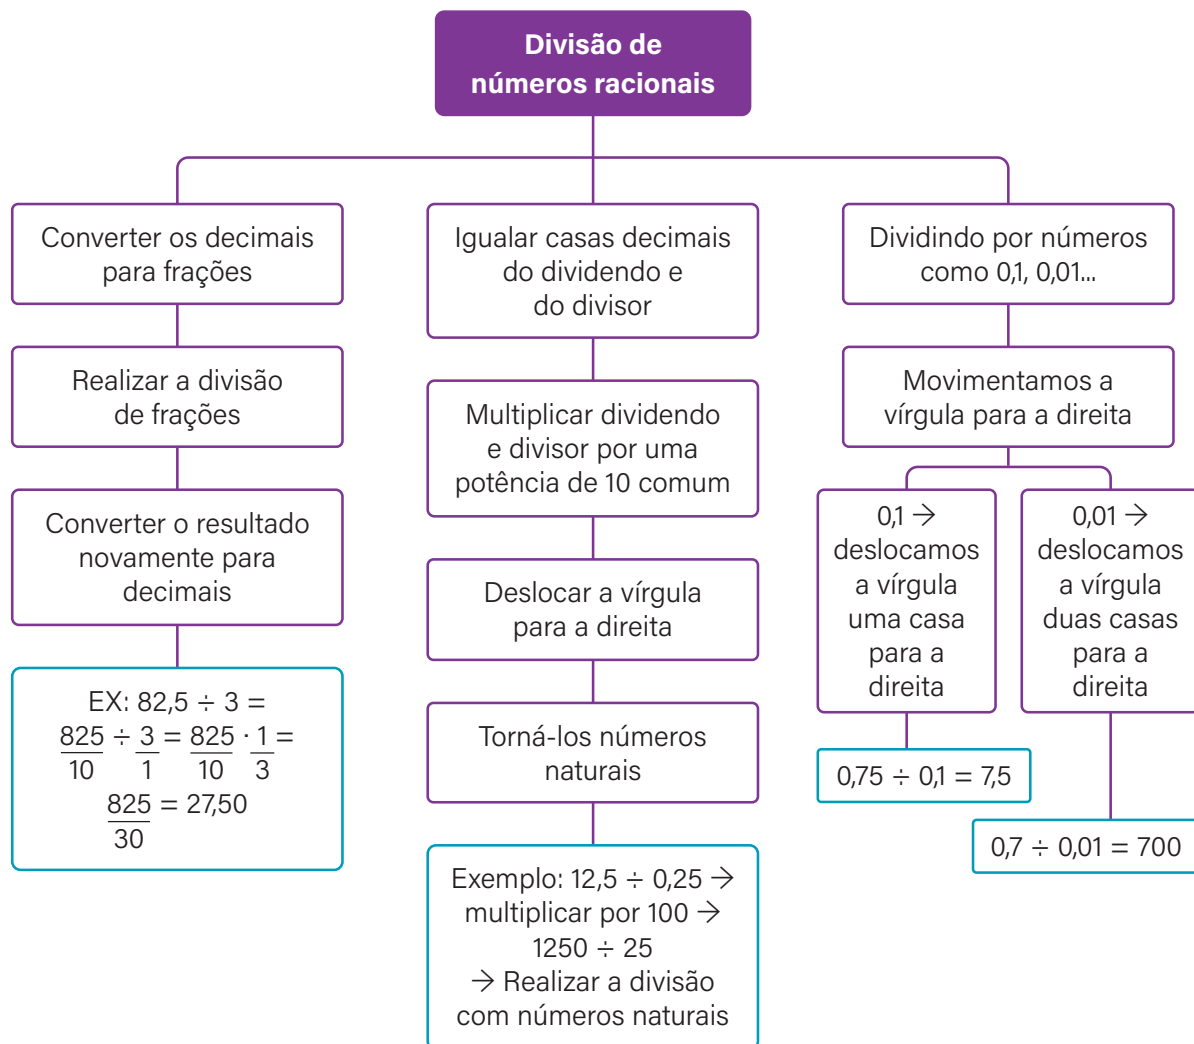 Divisão de
números racionais
Converter os decimais
para frações
Realizar a divisão
de frações
Converter o resultado
novamente para
decimais
EX: 82,5 ÷ 3 =
825/10 ÷ 3/1 = 825/10 · 1/3 =
825/30 = 27,50
Igualar casas decimais
do dividendo e
do divisor
Multiplicar dividendo
e divisor por uma
potência de 10 comum
Deslocar a vírgula
para a direita
Torná-los números
naturais
Exemplo: 12,5 ÷ 0,25 →
multiplicar por 100 →
1250 ÷ 25
→ Realizar a divisão
com números naturais
Dividindo por números
como 0,1, 0,01...
Movimentamos a
vírgula para a direita
0,1 →
deslocamos
a vírgula
uma casa
para a
direita
0,75 ÷ 0,1 = 7,5
0,01 →
deslocamos
a vírgula
duas casas
para a
direita
0,7 ÷ 0,01 = 700